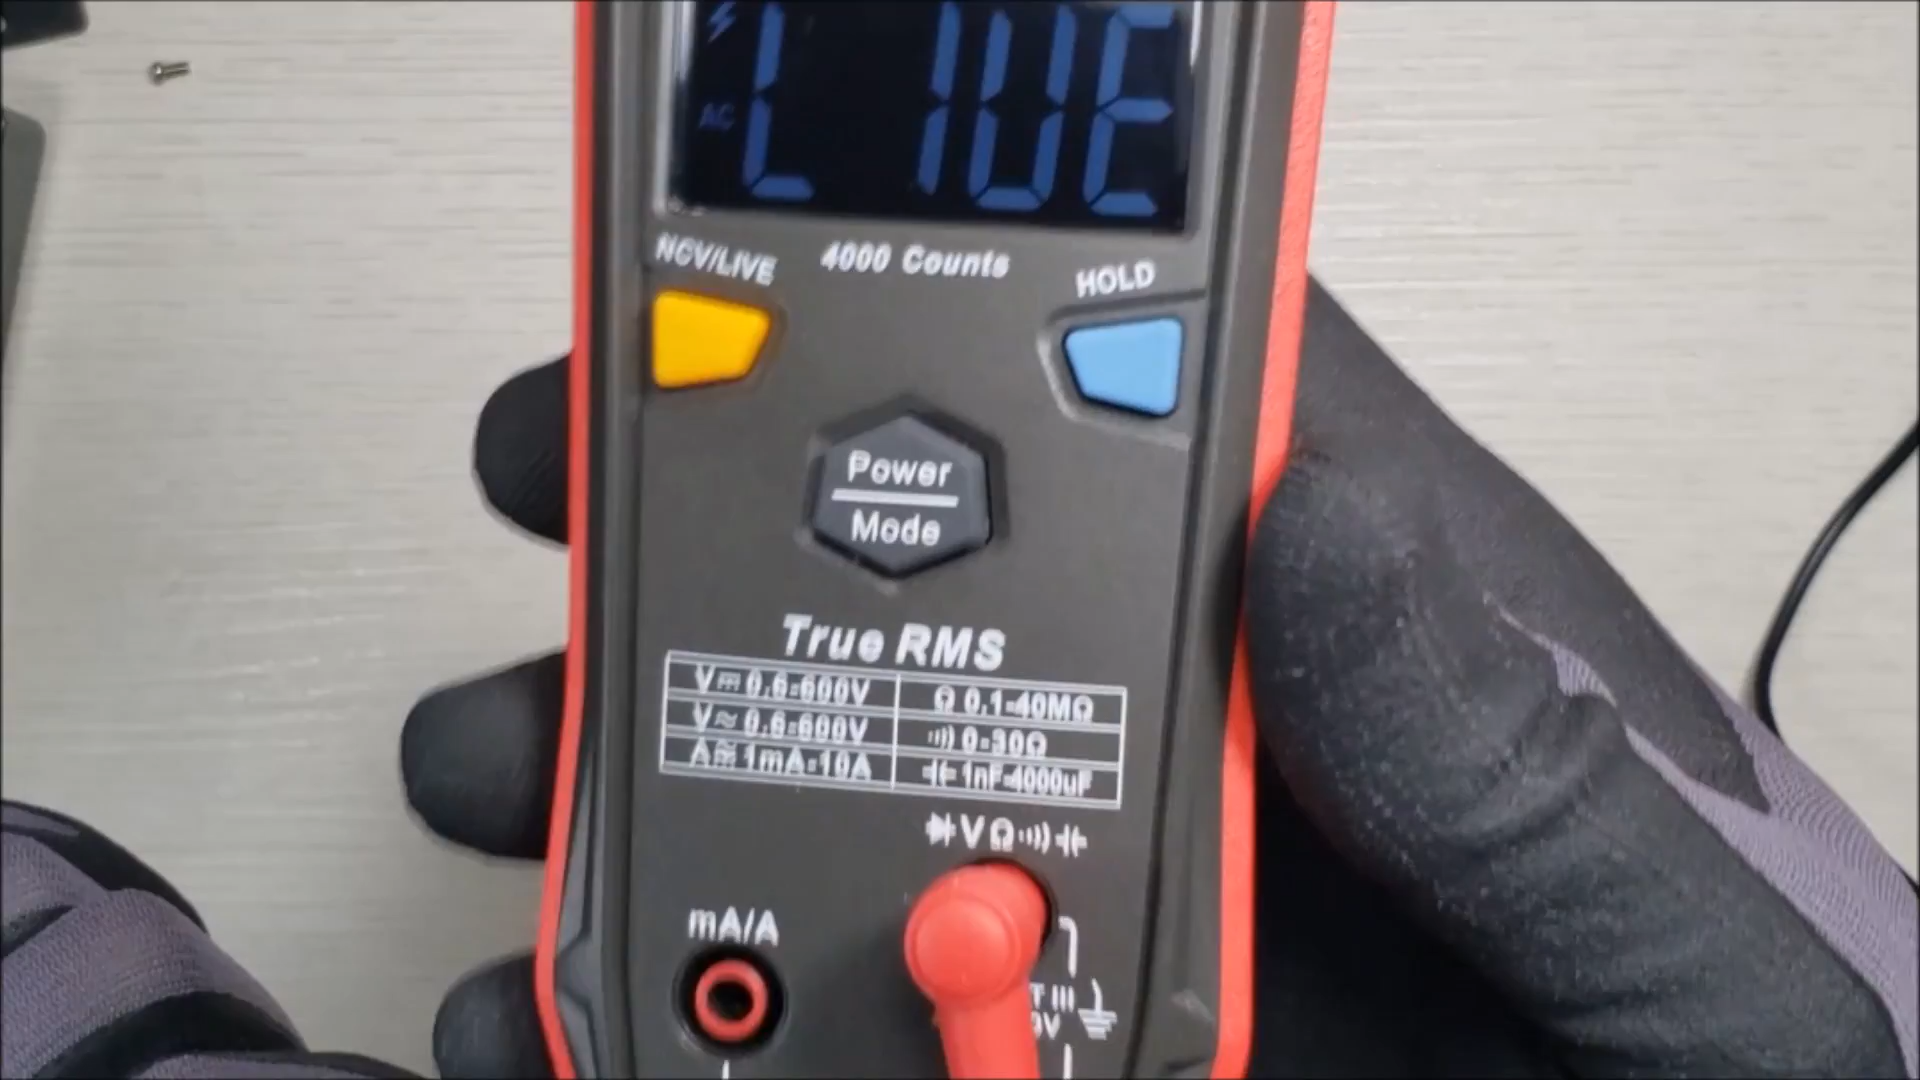 L IUE
AC
NCV/LIVE
4000 Counts
HOLD
Power
Mode
True RMS
V⎓ 0.6-600V
Ω 0.1-40MΩ
V≈ 0.6-600V
0-30Ω
A≂ 1mA-10A
1nF-4000uF
V Ω
mA/A
T III